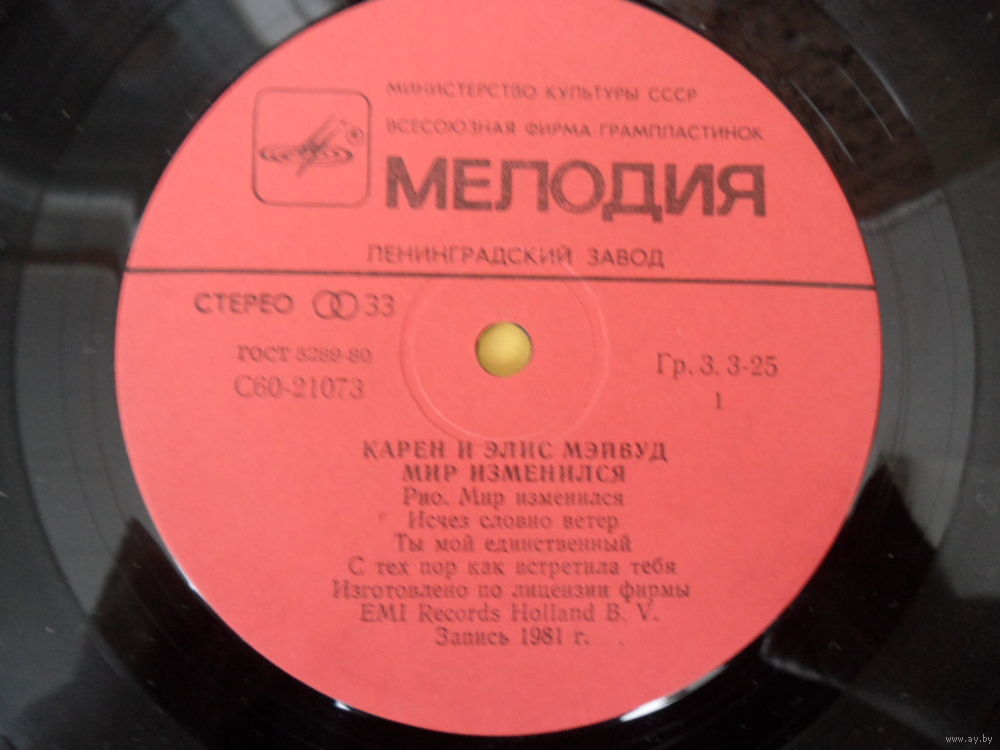 МИНИСТЕРСТВО КУЛЬТУРЫ СССР
ВСЕСОЮЗНАЯ ФИРМА ГРАМПЛАСТИНОК
МЕЛОДИЯ
ЛЕНИНГРАДСКИЙ ЗАВОД
СТЕРЕО 33
ГОСТ 5289-80
С60-21073
Гр. 3. 3-25
1
КАРЕН И ЭЛИС МЭЙВУД
МИР ИЗМЕНИЛСЯ
Рио. Мир изменился
Исчез словно ветер
Ты мой единственный
С тех пор как встретила тебя
Изготовлено по лицензии фирмы
EMI Records Holland B. V.
Запись 1981 г.
www.ay.by